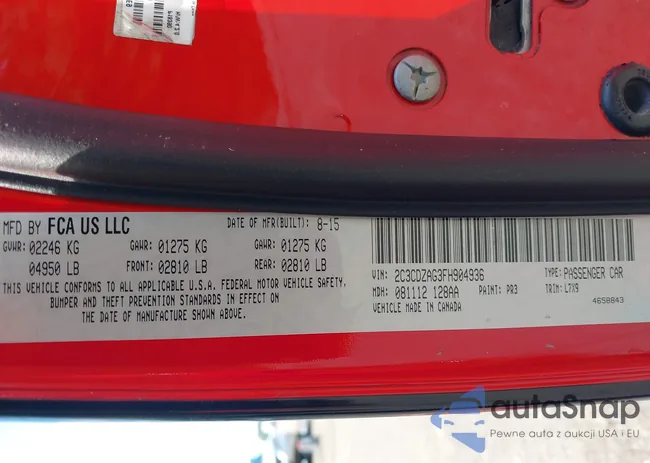 MFD BY FCA US LLC
DATE OF MFR(BUILT): 8-15
GVWR: 02246 KG GAWR: 01275 KG GAWR: 01275 KG
04950 LB FRONT: 02810 LB REAR: 02810 LB
THIS VEHICLE CONFORMS TO ALL APPLICABLE U.S.A. FEDERAL MOTOR VEHICLE SAFETY.
BUMPER AND THEFT PREVENTION STANDARDS IN EFFECT ON
THE DATE OF MANUFACTURE SHOWN ABOVE.
VIN: 2C3CDZAG3FH904936 TYPE: PASSENGER CAR
MDH: 081112 128AA PAINT: PR3 TRIM: L7X9
VEHICLE MADE IN CANADA
4658843
autaSnap
Pewne auta z aukcji USA i EU